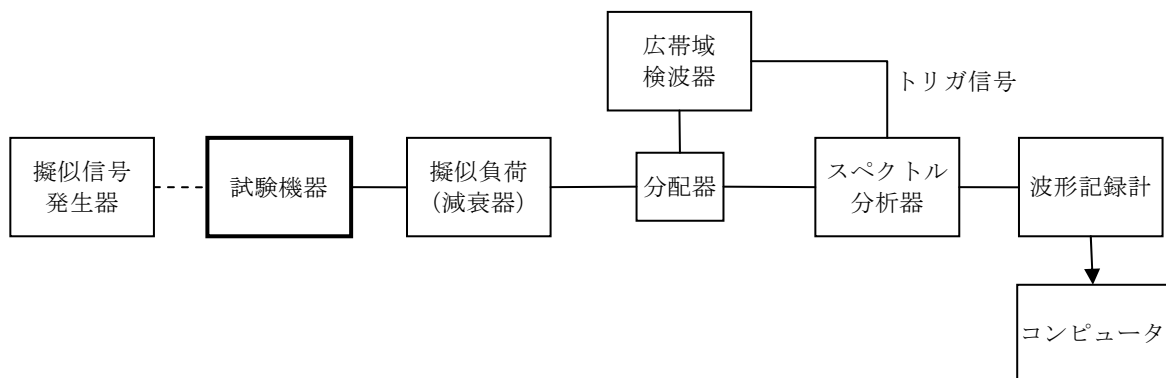 広帯域
検波器
トリガ信号
擬似信号
発生器
試験機器
擬似負荷
（減衰器）
分配器
スペクトル
分析器
波形記録計
コンピュータ